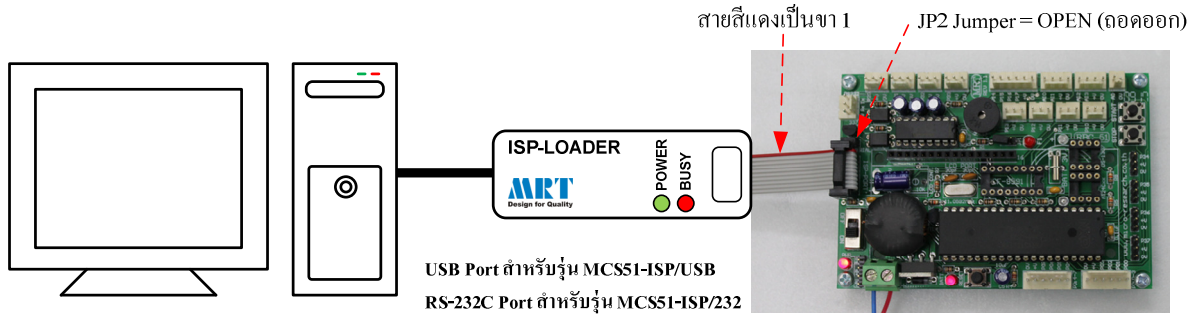 สายสีแดงเป็นขา 1
JP2 Jumper = OPEN (ถอดออก)
ISP-LOADER
MRT
Design for Quality
POWER
BUSY
USB Port สำหรับรุ่น MCS51-ISP/USB
RS-232C Port สำหรับรุ่น MCS51-ISP/232